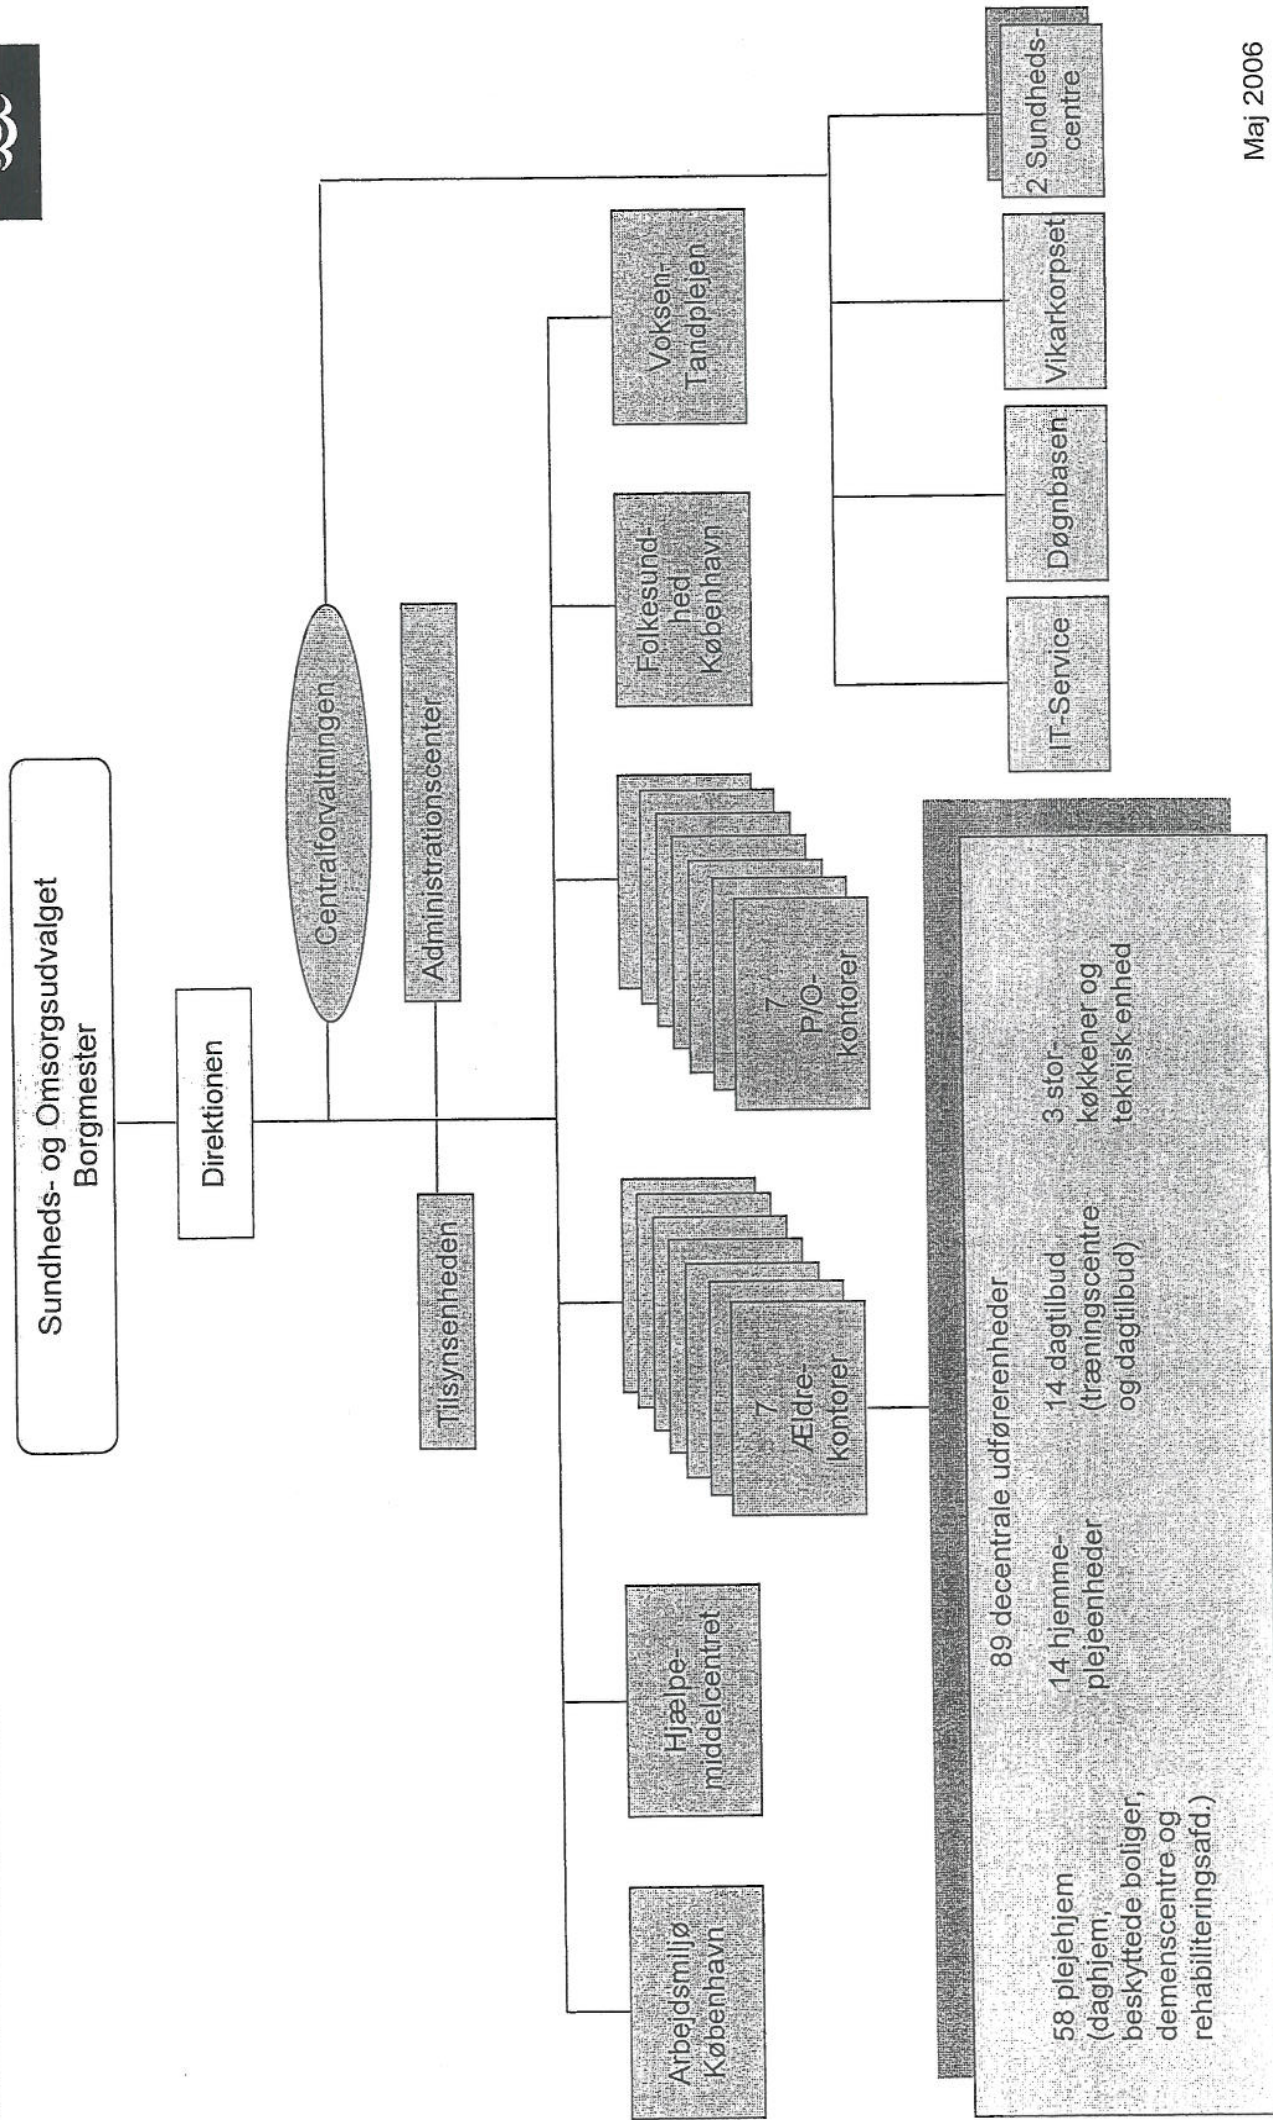 Sundheds- og Omsorgsudvalget
Borgmester
Direktionen
Centralforvaltningen
Tilsynsenheden
Administrationscenter
Arbejdsmiljø
København
Hjælpe-
middelcentret
7
Ældre-
kontorer
7
P/O-
kontorer
Folkesund-
hed
København
Voksen-
Tandplejen
IT-Service
Døgnbasen
Vikarkorpset
2 Sundheds-
centre
89 decentrale udførerenheder
58 plejehjem
(daghjem,
beskyttede boliger,
demenscentre og
rehabiliteringsafd.)
14 hjemme-
plejeenheder
14 dagtilbud
(træningscentre
og dagtilbud)
3 stor-
køkkener og
teknisk enhed
Maj 2006